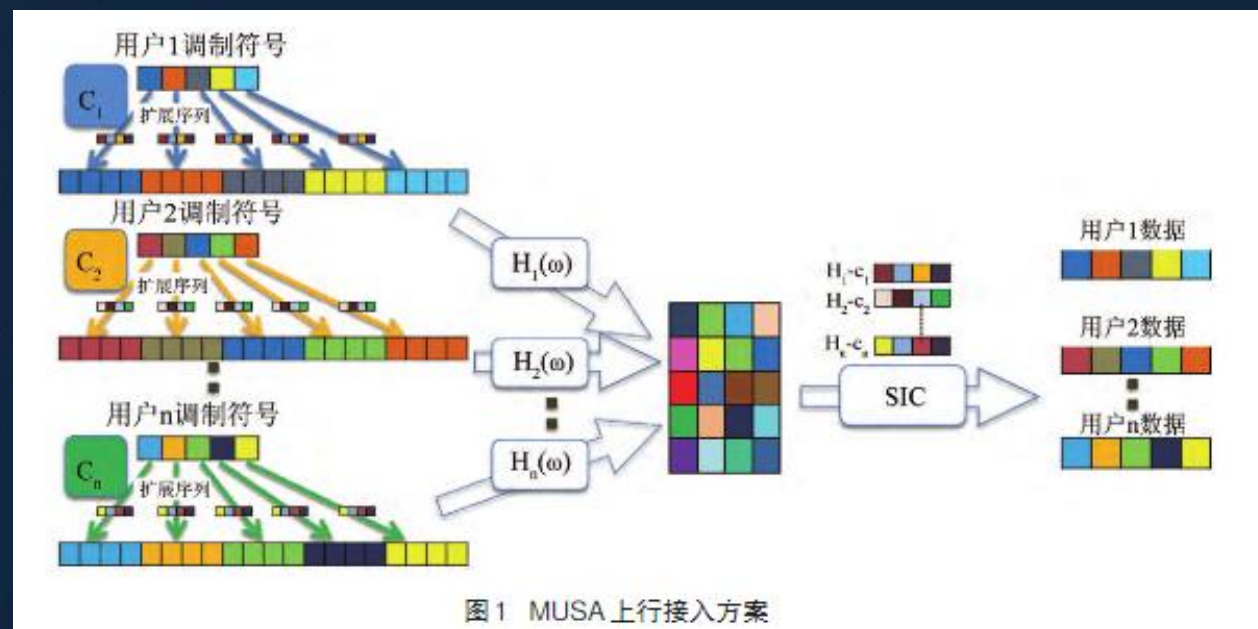 用户1调制符号
C₁
扩展序列
用户2调制符号
C₂
扩展序列
用户n调制符号
Cₙ
扩展序列
H₁(ω)
H₂(ω)
Hₙ(ω)
H₁-c₁
H₂-c₂
Hₙ-cₙ
SIC
用户1数据
用户2数据
用户n数据
图1 MUSA上行接入方案